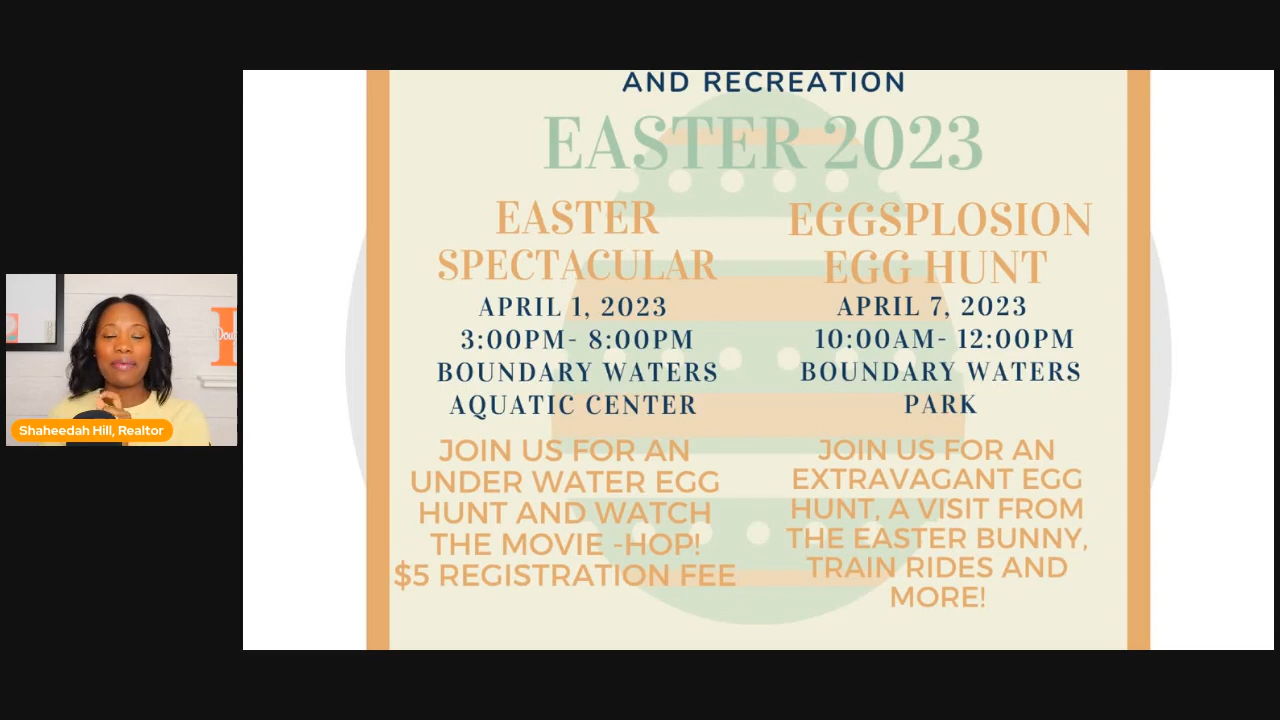 AND RECREATION
EASTER 2023
EASTER
SPECTACULAR
APRIL 1, 2023
3:00PM- 8:00PM
BOUNDARY WATERS
AQUATIC CENTER
JOIN US FOR AN
UNDER WATER EGG
HUNT AND WATCH
THE MOVIE -HOP!
$5 REGISTRATION FEE
EGGSPLOSION
EGG HUNT
APRIL 7, 2023
10:00AM- 12:00PM
BOUNDARY WATERS
PARK
JOIN US FOR AN
EXTRAVAGANT EGG
HUNT, A VISIT FROM
THE EASTER BUNNY,
TRAIN RIDES AND
MORE!
Shaheedah Hill, Realtor